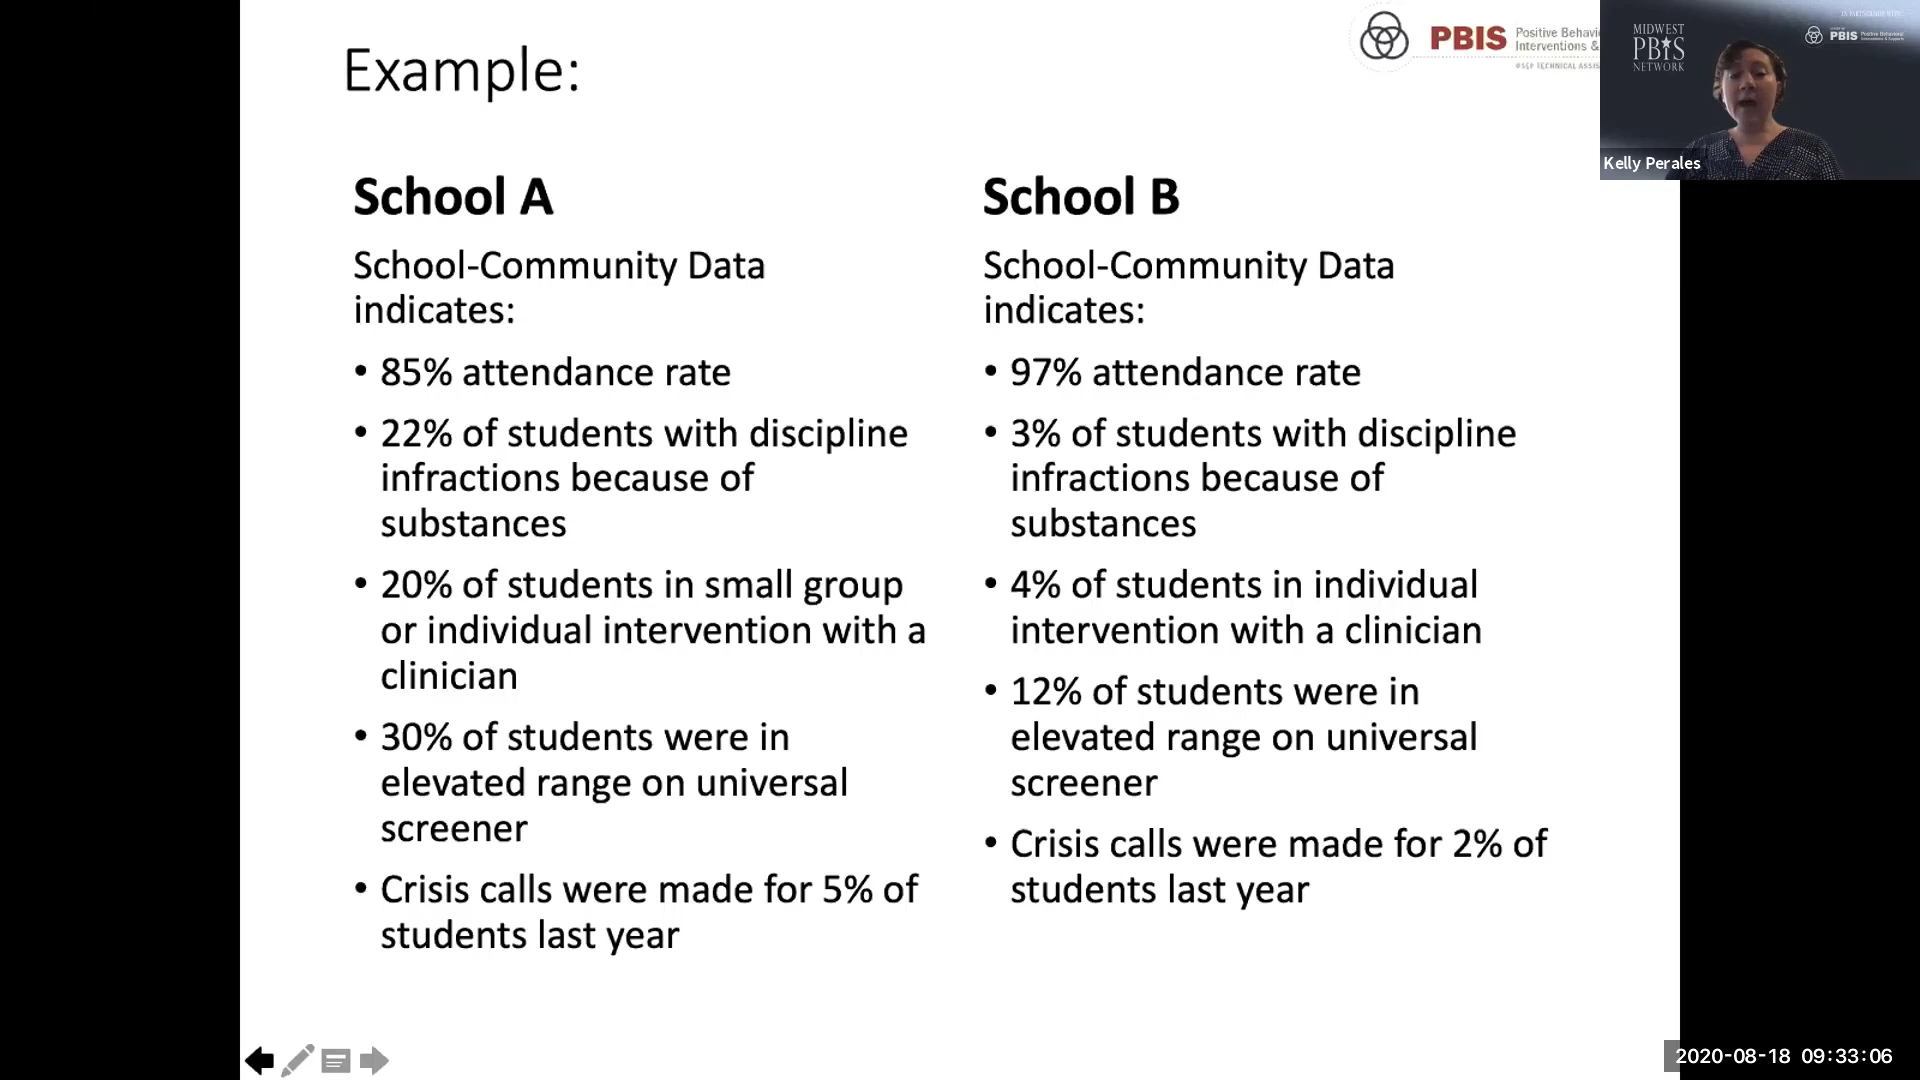 Example:
PBIS Positive Behavi
Interventions &
School A
School-Community Data
indicates:
• 85% attendance rate
• 22% of students with discipline
infractions because of
substances
• 20% of students in small group
or individual intervention with a
clinician
• 30% of students were in
elevated range on universal
screener
• Crisis calls were made for 5% of
students last year
School B
School-Community Data
indicates:
• 97% attendance rate
• 3% of students with discipline
infractions because of
substances
• 4% of students in individual
intervention with a clinician
• 12% of students were in
elevated range on universal
screener
• Crisis calls were made for 2% of
students last year
MIDWEST
PBIS
NETWORK
PBIS
Kelly Perales
2020-08-18 09:33:06